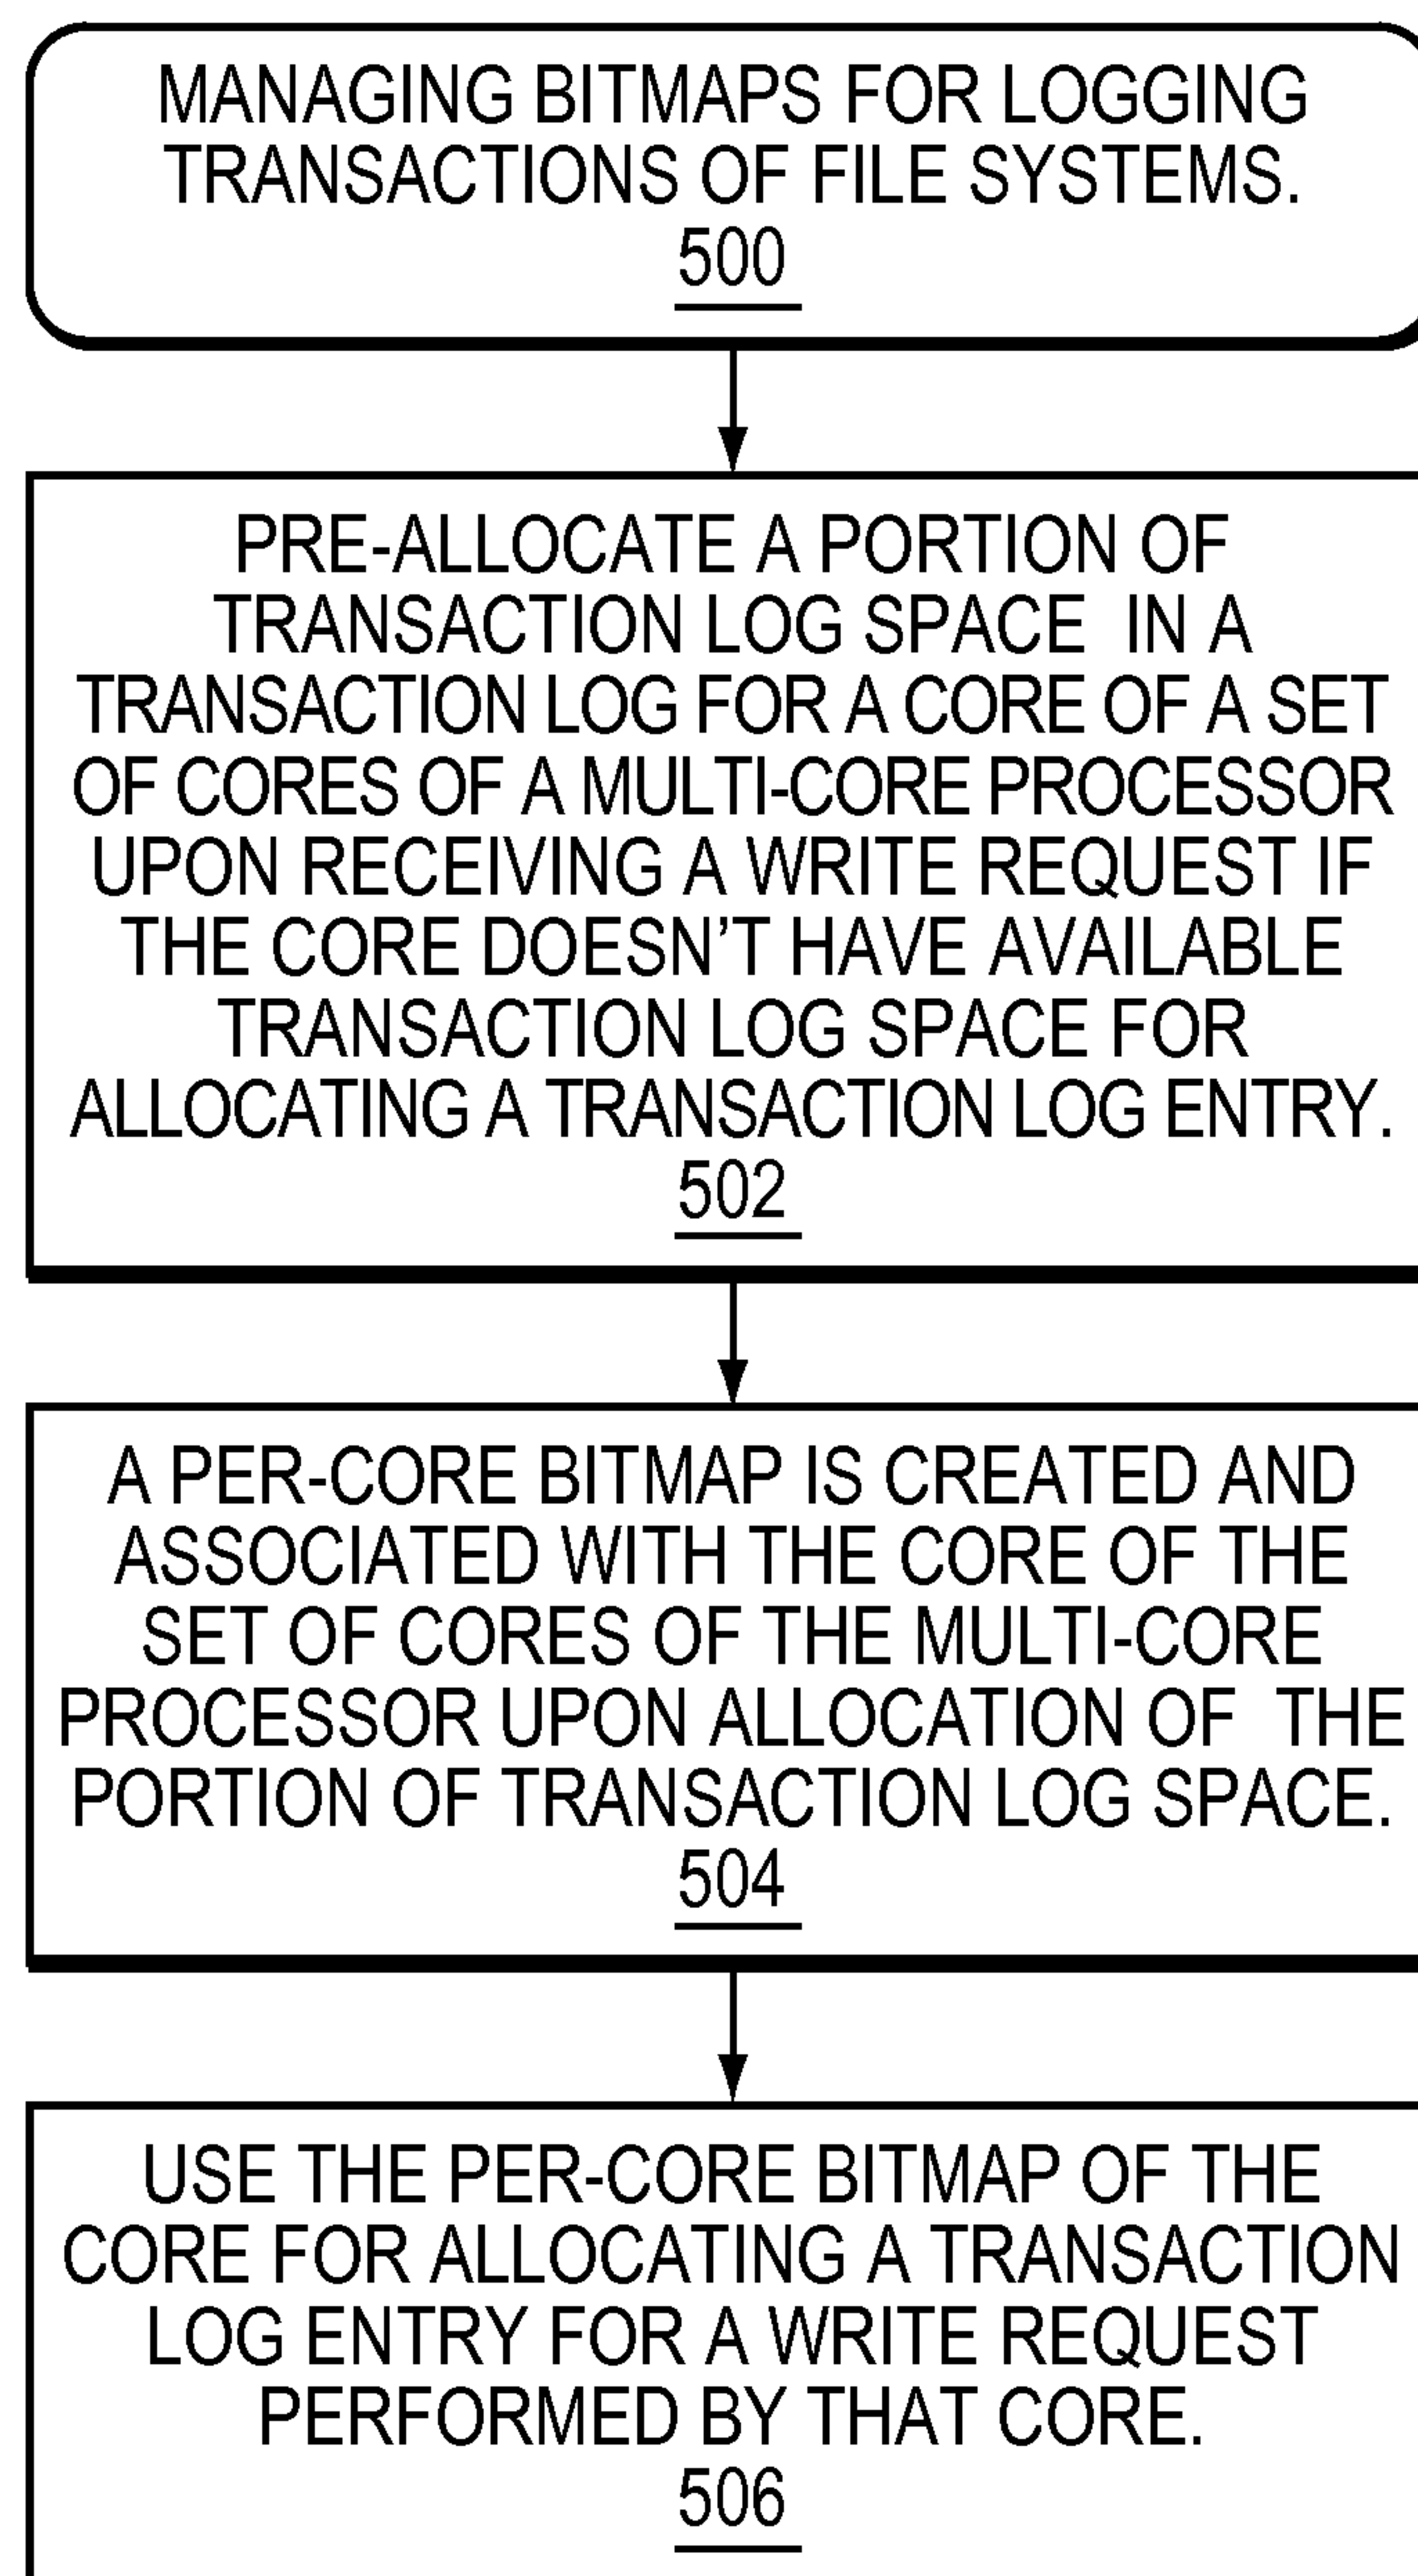 MANAGING BITMAPS FOR LOGGING
TRANSACTIONS OF FILE SYSTEMS.
500
PRE-ALLOCATE A PORTION OF
TRANSACTION LOG SPACE IN A
TRANSACTION LOG FOR A CORE OF A SET
OF CORES OF A MULTI-CORE PROCESSOR
UPON RECEIVING A WRITE REQUEST IF
THE CORE DOESN'T HAVE AVAILABLE
TRANSACTION LOG SPACE FOR
ALLOCATING A TRANSACTION LOG ENTRY.
502
A PER-CORE BITMAP IS CREATED AND
ASSOCIATED WITH THE CORE OF THE
SET OF CORES OF THE MULTI-CORE
PROCESSOR UPON ALLOCATION OF THE
PORTION OF TRANSACTION LOG SPACE.
504
USE THE PER-CORE BITMAP OF THE
CORE FOR ALLOCATING A TRANSACTION
LOG ENTRY FOR A WRITE REQUEST
PERFORMED BY THAT CORE.
506